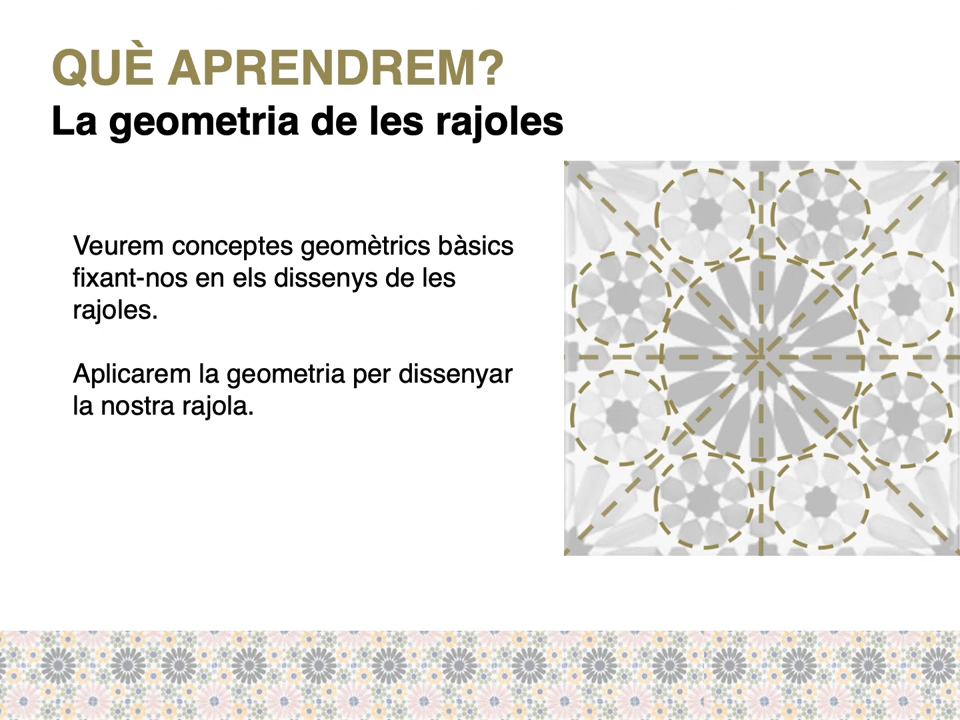 QUÈ APRENDREM?
La geometria de les rajoles
Veurem conceptes geomètrics bàsics
fixant-nos en els dissenys de les
rajoles.
Aplicarem la geometria per dissenyar
la nostra rajola.